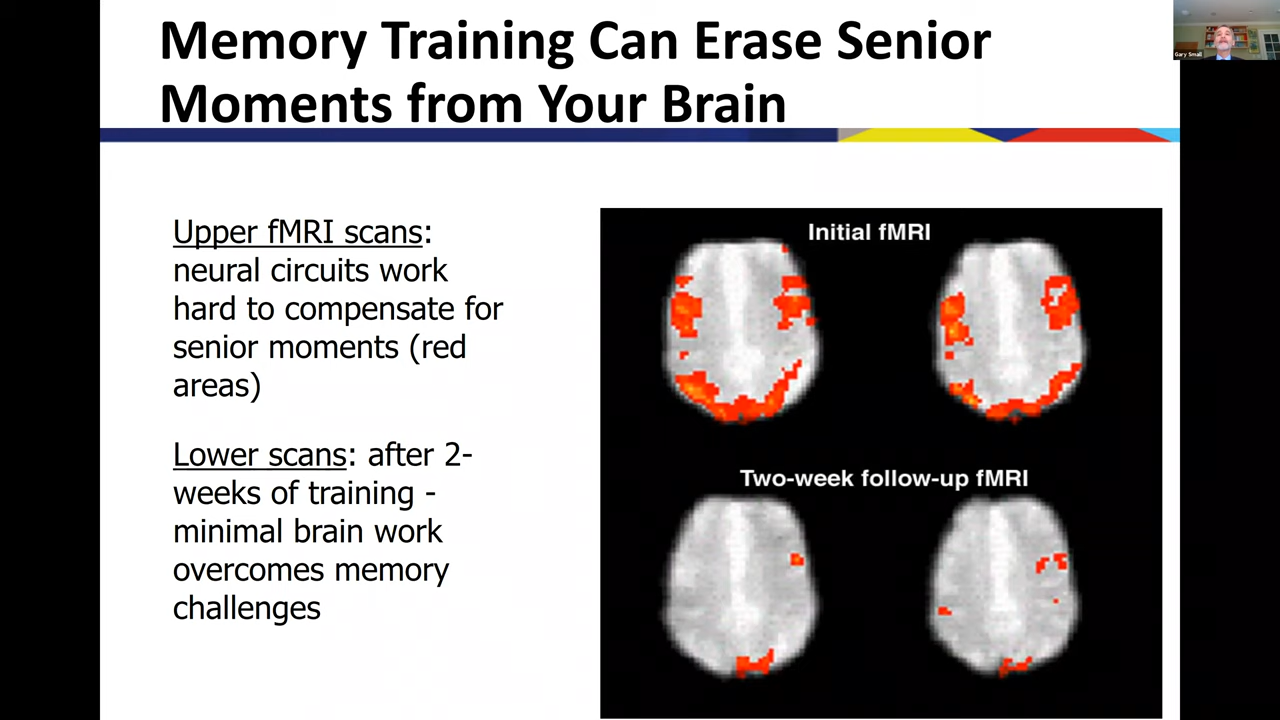 Memory Training Can Erase Senior
Moments from Your Brain
Gary Small
Upper fMRI scans:
neural circuits work
hard to compensate for
senior moments (red
areas)
Lower scans: after 2-
weeks of training -
minimal brain work
overcomes memory
challenges
Initial fMRI
Two-week follow-up fMRI